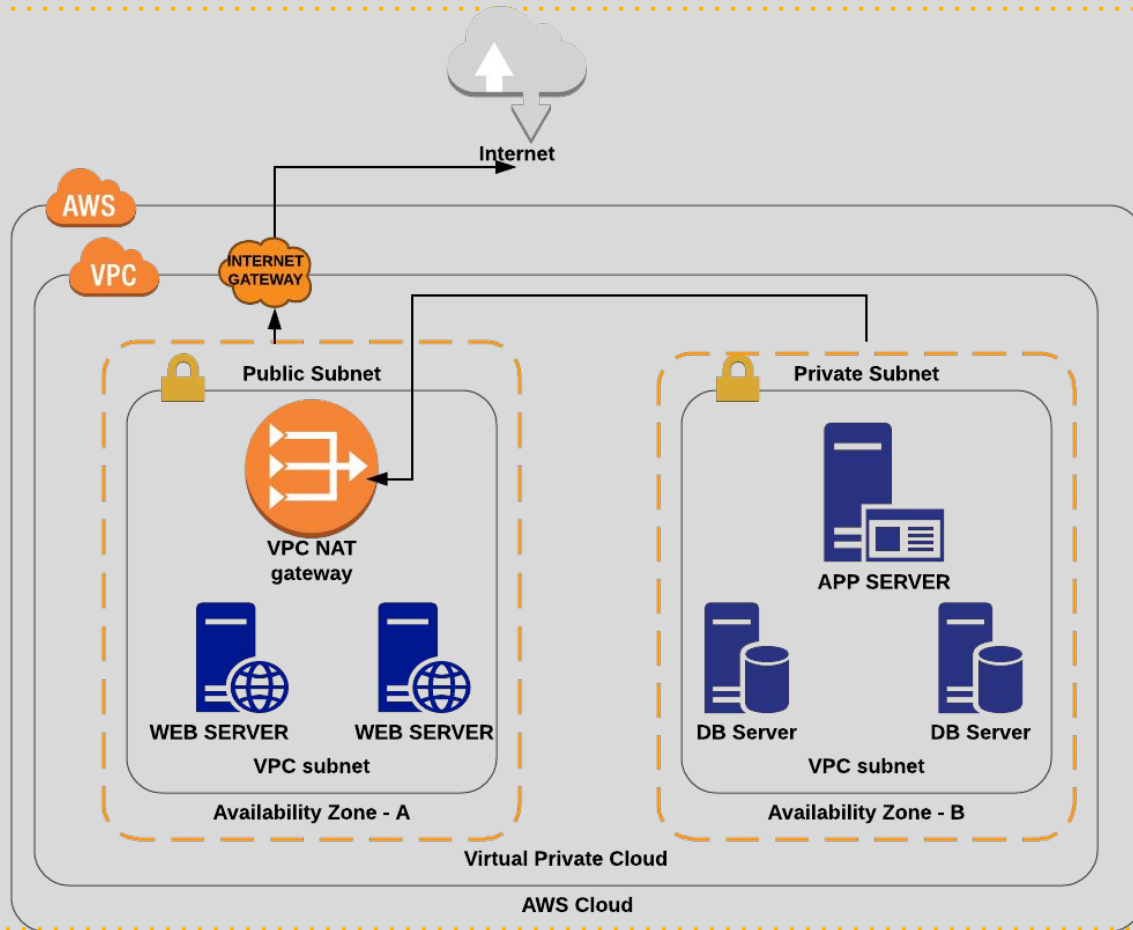 Internet
AWS
VPC
INTERNET
GATEWAY
Public Subnet
Private Subnet
VPC NAT
gateway
APP SERVER
WEB SERVER
WEB SERVER
DB Server
DB Server
VPC subnet
VPC subnet
Availability Zone - A
Availability Zone - B
Virtual Private Cloud
AWS Cloud